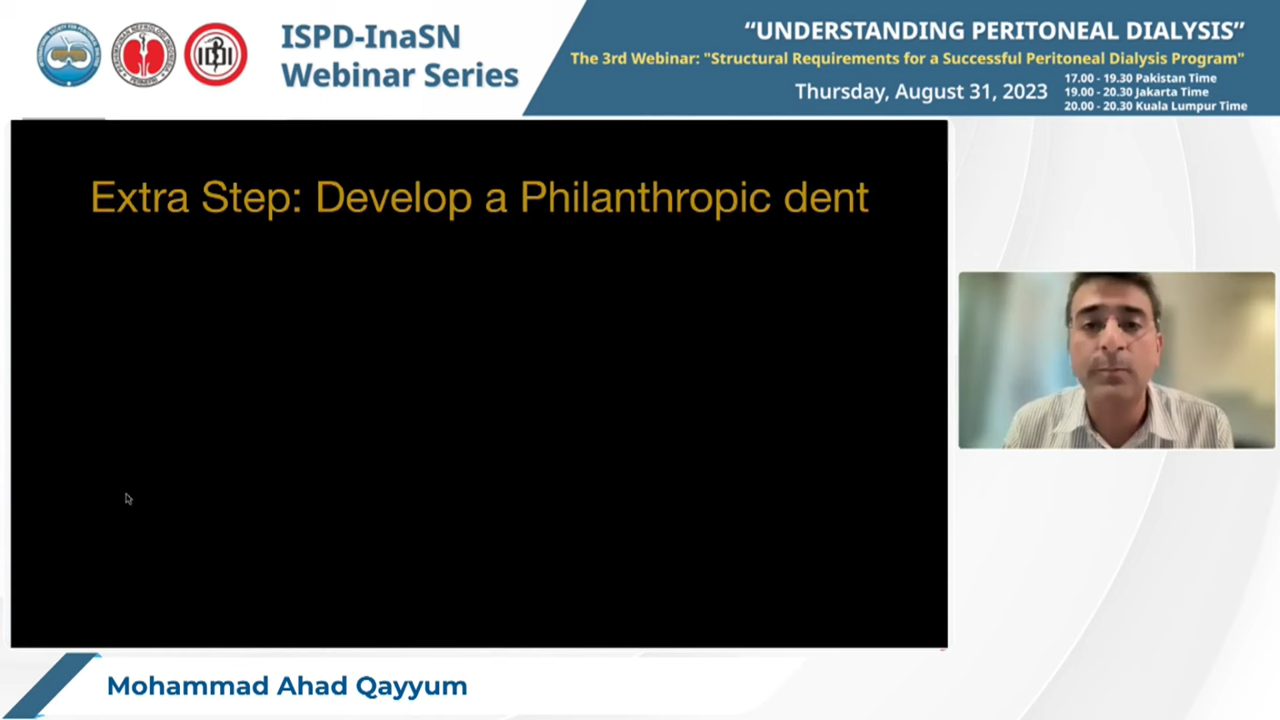 ISPD-InaSN
Webinar Series
“UNDERSTANDING PERITONEAL DIALYSIS”
The 3rd Webinar: "Structural Requirements for a Successful Peritoneal Dialysis Program"
Thursday, August 31, 2023
17.00 - 19.30 Pakistan Time
19.00 - 20.30 Jakarta Time
20.00 - 20.30 Kuala Lumpur Time
Extra Step: Develop a Philanthropic dent
Mohammad Ahad Qayyum